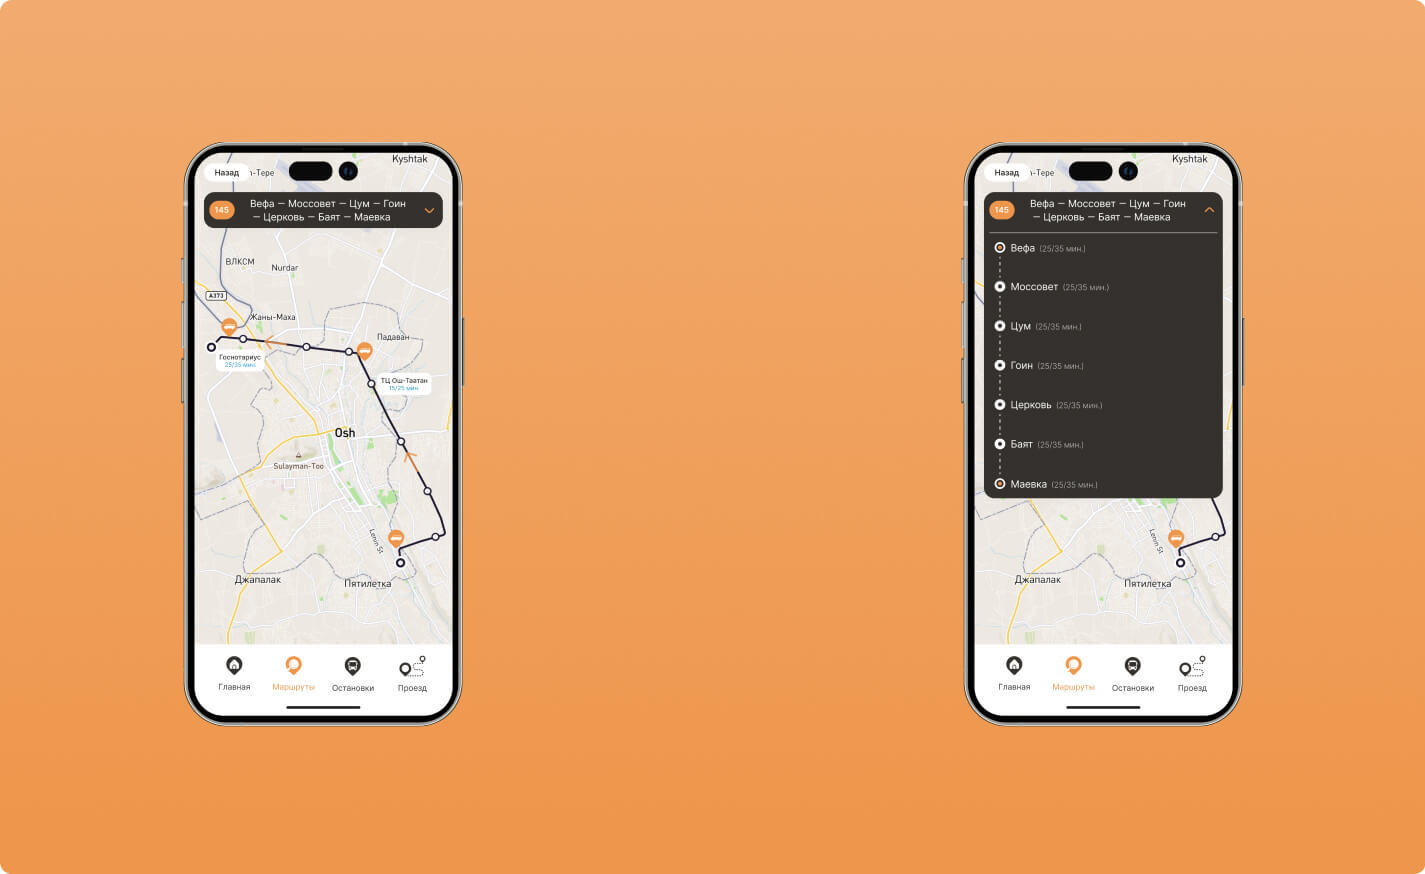 Kyshtak
Назад
n-Тере
145
Вефа — Моссовет — Цум — Гоин
— Церковь — Баят — Маевка
ВЛКСМ
Nurdar
A373
Жаны-Маха
Падаван
Госнотариус
25/35 мин.
ТЦ Ош-Таатан
15/25 мин.
Osh
Sulayman-Too
Lenin St
Джапалак
Пятилетка
Главная
Маршруты
Остановки
Проезд
Kyshtak
Назад
n-Тере
145
Вефа — Моссовет — Цум — Гоин
— Церковь — Баят — Маевка
Вефа (25/35 мин.)
Моссовет (25/35 мин.)
Цум (25/35 мин.)
Гоин (25/35 мин.)
Церковь (25/35 мин.)
Баят (25/35 мин.)
Маевка (25/35 мин.)
Lenin St
Джапалак
Пятилетка
Главная
Маршруты
Остановки
Проезд